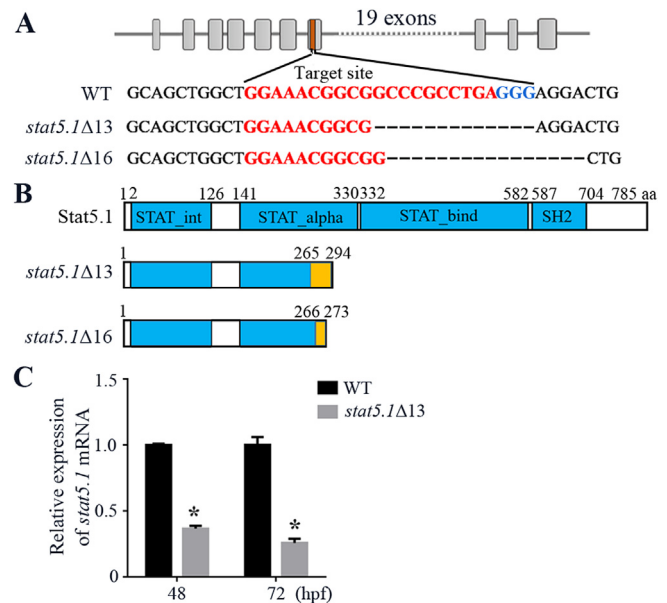 A
19 exons
Target site
WT GCAGCTGGCTGGAAACGGCGGCCCGCCTGAGGGAGGACTG
stat5.1Δ13 GCAGCTGGCTGGAAACGGCG----------------AGGACTG
stat5.1Δ16 GCAGCTGGCTGGAAACGGCGG--------------------CTG
B
12 126 141 330 332 582 587 704 785 aa
Stat5.1 STAT_int STAT_alpha STAT_bind SH2
1 265 294
stat5.1Δ13
1 266 273
stat5.1Δ16
C
WT
stat5.1Δ13
Relative expression
of stat5.1 mRNA
1.5
1.0
0.5
0
* *
48 72 (hpf)